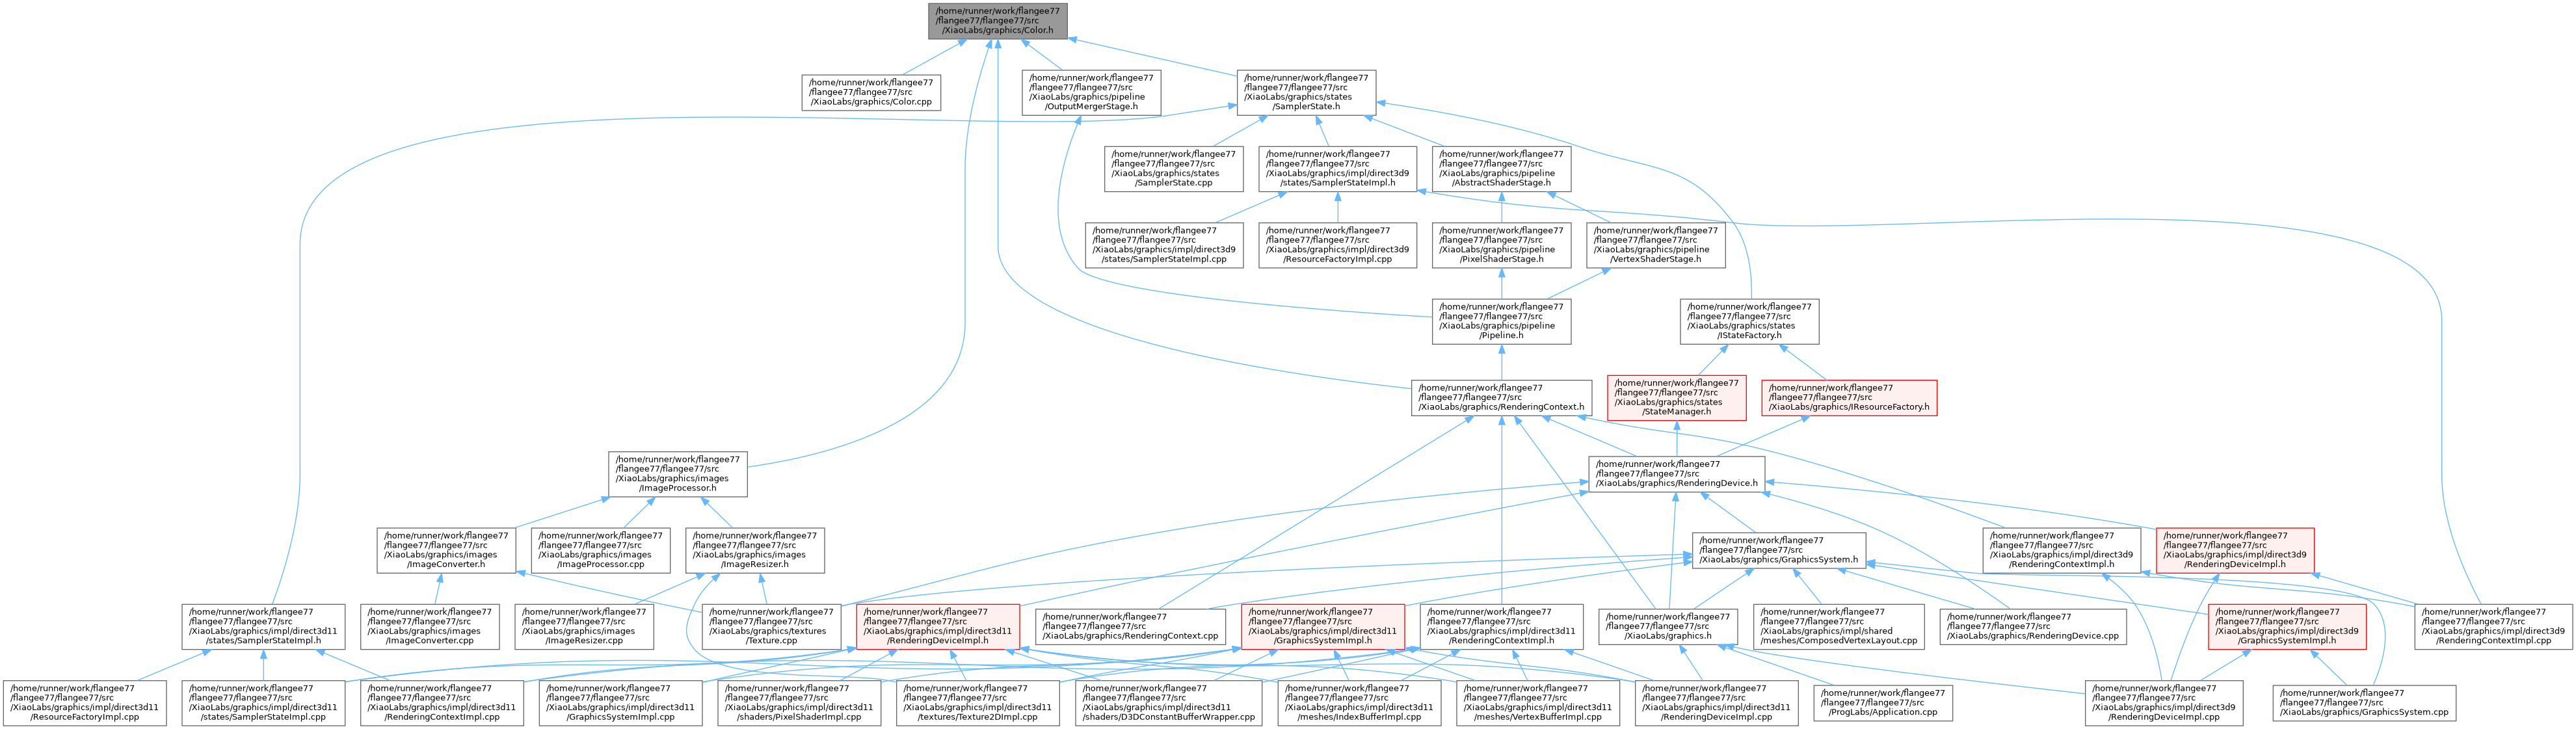 /home/runner/work/flangee77
/flangee77/flangee77/src
/XiaoLabs/graphics/Color.h
/home/runner/work/flangee77
/flangee77/flangee77/src
/XiaoLabs/graphics/Color.cpp
/home/runner/work/flangee77
/flangee77/flangee77/src
/XiaoLabs/graphics/pipeline
/OutputMergerStage.h
/home/runner/work/flangee77
/flangee77/flangee77/src
/XiaoLabs/graphics/states
/SamplerState.h
/home/runner/work/flangee77
/flangee77/flangee77/src
/XiaoLabs/graphics/states
/SamplerState.cpp
/home/runner/work/flangee77
/flangee77/flangee77/src
/XiaoLabs/graphics/impl/direct3d9
/states/SamplerStateImpl.h
/home/runner/work/flangee77
/flangee77/flangee77/src
/XiaoLabs/graphics/pipeline
/AbstractShaderStage.h
/home/runner/work/flangee77
/flangee77/flangee77/src
/XiaoLabs/graphics/impl/direct3d9
/states/SamplerStateImpl.cpp
/home/runner/work/flangee77
/flangee77/flangee77/src
/XiaoLabs/graphics/impl/direct3d9
/ResourceFactoryImpl.cpp
/home/runner/work/flangee77
/flangee77/flangee77/src
/XiaoLabs/graphics/pipeline
/PixelShaderStage.h
/home/runner/work/flangee77
/flangee77/flangee77/src
/XiaoLabs/graphics/pipeline
/VertexShaderStage.h
/home/runner/work/flangee77
/flangee77/flangee77/src
/XiaoLabs/graphics/pipeline
/Pipeline.h
/home/runner/work/flangee77
/flangee77/flangee77/src
/XiaoLabs/graphics/states
/IStateFactory.h
/home/runner/work/flangee77
/flangee77/flangee77/src
/XiaoLabs/graphics/RenderingContext.h
/home/runner/work/flangee77
/flangee77/flangee77/src
/XiaoLabs/graphics/states
/StateManager.h
/home/runner/work/flangee77
/flangee77/flangee77/src
/XiaoLabs/graphics/IResourceFactory.h
/home/runner/work/flangee77
/flangee77/flangee77/src
/XiaoLabs/graphics/images
/ImageProcessor.h
/home/runner/work/flangee77
/flangee77/flangee77/src
/XiaoLabs/graphics/RenderingDevice.h
/home/runner/work/flangee77
/flangee77/flangee77/src
/XiaoLabs/graphics/images
/ImageConverter.h
/home/runner/work/flangee77
/flangee77/flangee77/src
/XiaoLabs/graphics/images
/ImageProcessor.cpp
/home/runner/work/flangee77
/flangee77/flangee77/src
/XiaoLabs/graphics/images
/ImageResizer.h
/home/runner/work/flangee77
/flangee77/flangee77/src
/XiaoLabs/graphics/GraphicsSystem.h
/home/runner/work/flangee77
/flangee77/flangee77/src
/XiaoLabs/graphics/impl/direct3d9
/RenderingContextImpl.h
/home/runner/work/flangee77
/flangee77/flangee77/src
/XiaoLabs/graphics/impl/direct3d9
/RenderingDeviceImpl.h
/home/runner/work/flangee77
/flangee77/flangee77/src
/XiaoLabs/graphics/impl/direct3d11
/states/SamplerStateImpl.h
/home/runner/work/flangee77
/flangee77/flangee77/src
/XiaoLabs/graphics/images
/ImageConverter.cpp
/home/runner/work/flangee77
/flangee77/flangee77/src
/XiaoLabs/graphics/images
/ImageResizer.cpp
/home/runner/work/flangee77
/flangee77/flangee77/src
/XiaoLabs/graphics/textures
/Texture.cpp
/home/runner/work/flangee77
/flangee77/flangee77/src
/XiaoLabs/graphics/impl/direct3d11
/RenderingDeviceImpl.h
/home/runner/work/flangee77
/flangee77/flangee77/src
/XiaoLabs/graphics/RenderingContext.cpp
/home/runner/work/flangee77
/flangee77/flangee77/src
/XiaoLabs/graphics/impl/direct3d11
/GraphicsSystemImpl.h
/home/runner/work/flangee77
/flangee77/flangee77/src
/XiaoLabs/graphics/impl/direct3d11
/RenderingContextImpl.h
/home/runner/work/flangee77
/flangee77/flangee77/src
/XiaoLabs/graphics.h
/home/runner/work/flangee77
/flangee77/flangee77/src
/XiaoLabs/graphics/impl/shared
/meshes/ComposedVertexLayout.cpp
/home/runner/work/flangee77
/flangee77/flangee77/src
/XiaoLabs/graphics/RenderingDevice.cpp
/home/runner/work/flangee77
/flangee77/flangee77/src
/XiaoLabs/graphics/impl/direct3d9
/GraphicsSystemImpl.h
/home/runner/work/flangee77
/flangee77/flangee77/src
/XiaoLabs/graphics/impl/direct3d9
/RenderingContextImpl.cpp
/home/runner/work/flangee77
/flangee77/flangee77/src
/XiaoLabs/graphics/impl/direct3d11
/ResourceFactoryImpl.cpp
/home/runner/work/flangee77
/flangee77/flangee77/src
/XiaoLabs/graphics/impl/direct3d11
/states/SamplerStateImpl.cpp
/home/runner/work/flangee77
/flangee77/flangee77/src
/XiaoLabs/graphics/impl/direct3d11
/RenderingContextImpl.cpp
/home/runner/work/flangee77
/flangee77/flangee77/src
/XiaoLabs/graphics/impl/direct3d11
/GraphicsSystemImpl.cpp
/home/runner/work/flangee77
/flangee77/flangee77/src
/XiaoLabs/graphics/impl/direct3d11
/shaders/PixelShaderImpl.cpp
/home/runner/work/flangee77
/flangee77/flangee77/src
/XiaoLabs/graphics/impl/direct3d11
/textures/Texture2DImpl.cpp
/home/runner/work/flangee77
/flangee77/flangee77/src
/XiaoLabs/graphics/impl/direct3d11
/shaders/D3DConstantBufferWrapper.cpp
/home/runner/work/flangee77
/flangee77/flangee77/src
/XiaoLabs/graphics/impl/direct3d11
/meshes/IndexBufferImpl.cpp
/home/runner/work/flangee77
/flangee77/flangee77/src
/XiaoLabs/graphics/impl/direct3d11
/meshes/VertexBufferImpl.cpp
/home/runner/work/flangee77
/flangee77/flangee77/src
/XiaoLabs/graphics/impl/direct3d11
/RenderingDeviceImpl.cpp
/home/runner/work/flangee77
/flangee77/flangee77/src
/ProgLabs/Application.cpp
/home/runner/work/flangee77
/flangee77/flangee77/src
/XiaoLabs/graphics/impl/direct3d9
/RenderingDeviceImpl.cpp
/home/runner/work/flangee77
/flangee77/flangee77/src
/XiaoLabs/graphics/GraphicsSystem.cpp